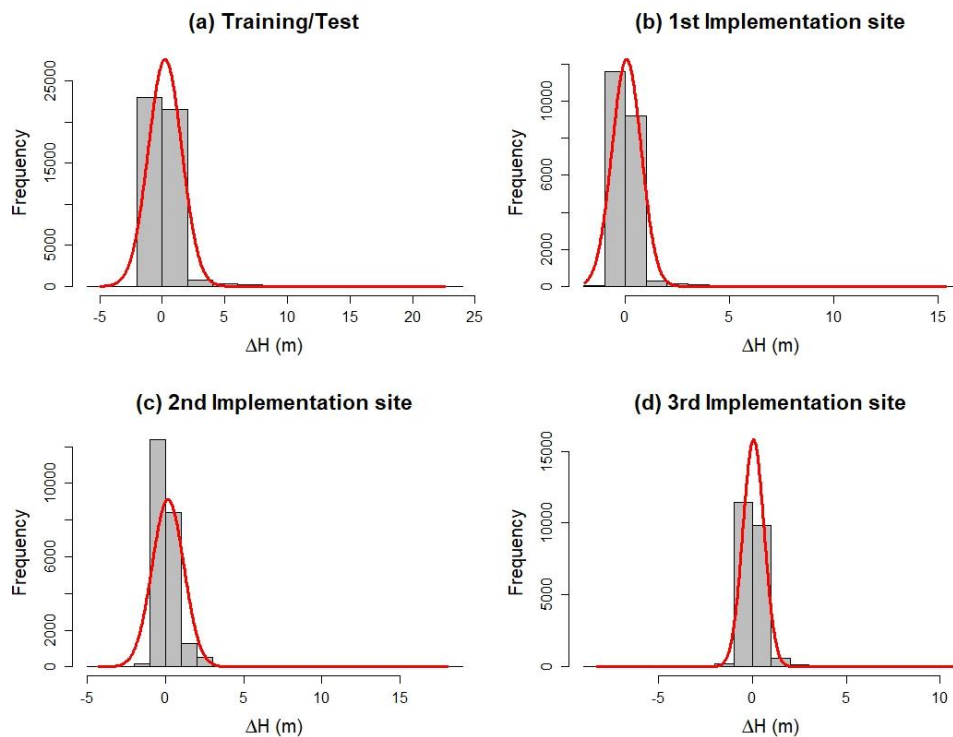 (a) Training/Test
Frequency
0
5000
15000
25000
-5 0 5 10 15 20 25
ΔH (m)
(b) 1st Implementation site
Frequency
0
2000
6000
10000
0 5 10 15
ΔH (m)
(c) 2nd Implementation site
Frequency
0
2000
6000
10000
-5 0 5 10 15
ΔH (m)
(d) 3rd Implementation site
Frequency
0
5000
10000
15000
-5 0 5 10
ΔH (m)